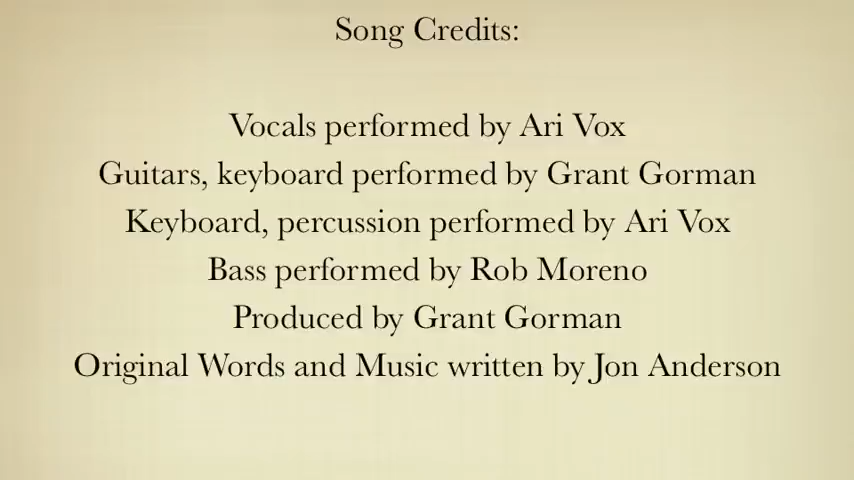 Song Credits:
Vocals performed by Ari Vox
Guitars, keyboard performed by Grant Gorman
Keyboard, percussion performed by Ari Vox
Bass performed by Rob Moreno
Produced by Grant Gorman
Original Words and Music written by Jon Anderson